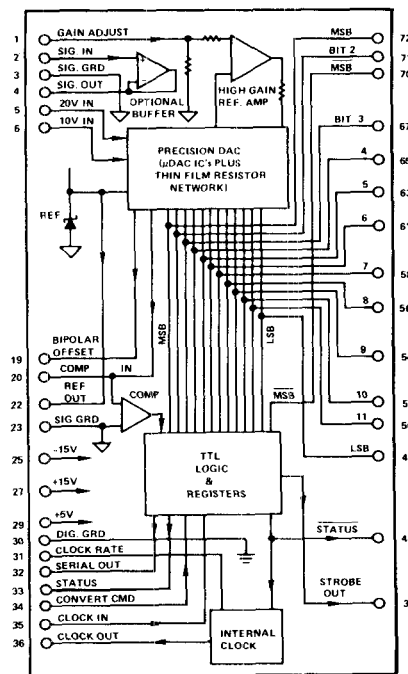 1 GAIN ADJUST
2 SIG. IN
3 SIG. GRD
4 SIG. OUT
5 20V IN
6 10V IN
OPTIONAL
BUFFER
HIGH GAIN
REF. AMP
PRECISION DAC
(μDAC IC's PLUS
THIN FILM RESISTOR
NETWORK)
REF
MSB
LSB
19 BIPOLAR
OFFSET
20 COMP IN
22 REF
OUT
23 SIG GRD
COMP
MSB
TTL
LOGIC
&
REGISTERS
25 -15V
27 +15V
29 +5V
30 DIG. GRD
31 CLOCK RATE
32 SERIAL OUT
33 STATUS
34 CONVERT CMD
35 CLOCK IN
36 CLOCK OUT
INTERNAL
CLOCK
MSB 72
BIT 2 71
MSB 70
BIT 3 67
4
5
6
7
8
9
10
11
LSB
STATUS
STROBE
OUT